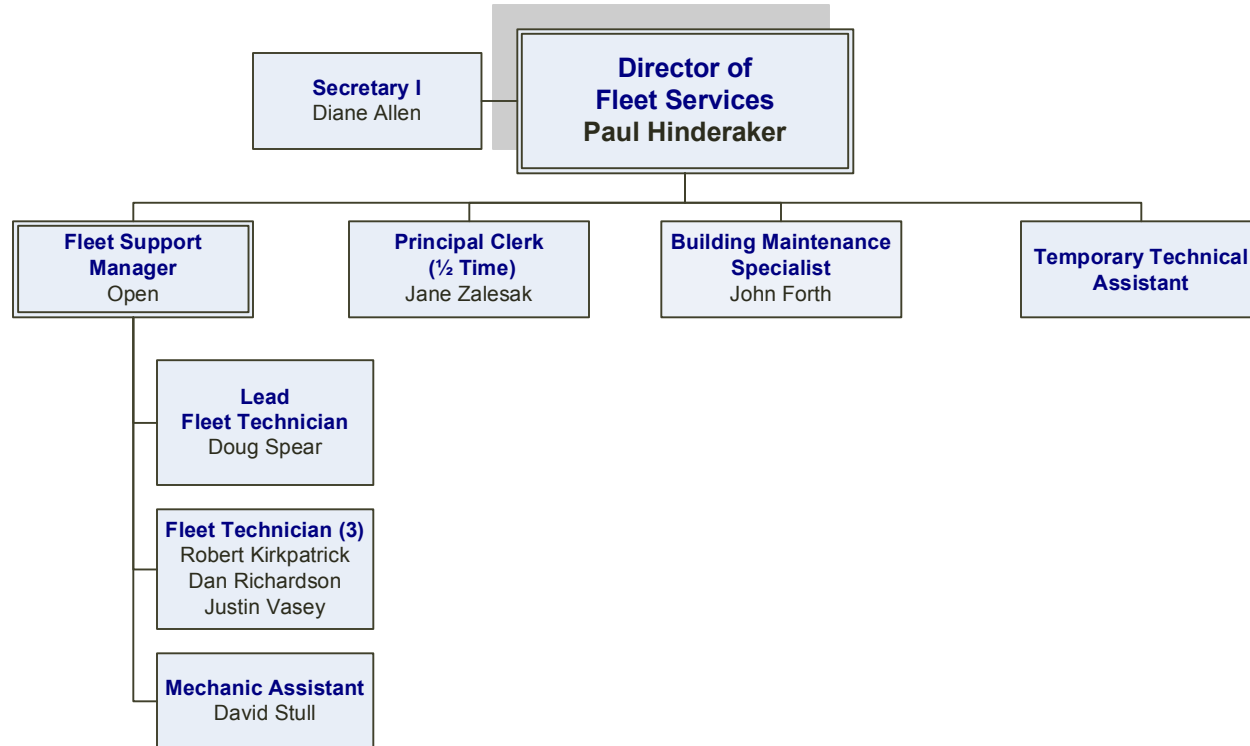 Secretary I
Diane Allen
Director of
Fleet Services
Paul Hinderaker
Fleet Support
Manager
Open
Principal Clerk
(½ Time)
Jane Zalesak
Building Maintenance
Specialist
John Forth
Temporary Technical
Assistant
Lead
Fleet Technician
Doug Spear
Fleet Technician (3)
Robert Kirkpatrick
Dan Richardson
Justin Vasey
Mechanic Assistant
David Stull